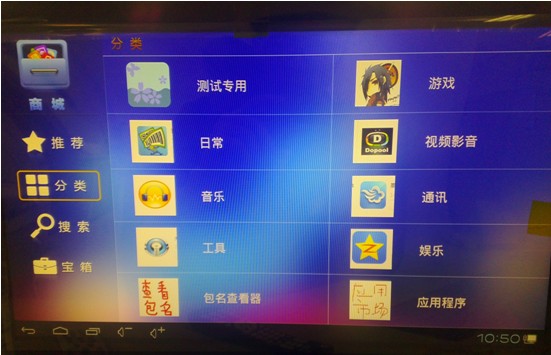 分类
商城
推荐
分类
搜索
宝箱
测试专用
游戏
日常
Dopool
视频影音
音乐
通讯
工具
娱乐
查看
包名
包名查看器
应用
市场
应用程序
10:50